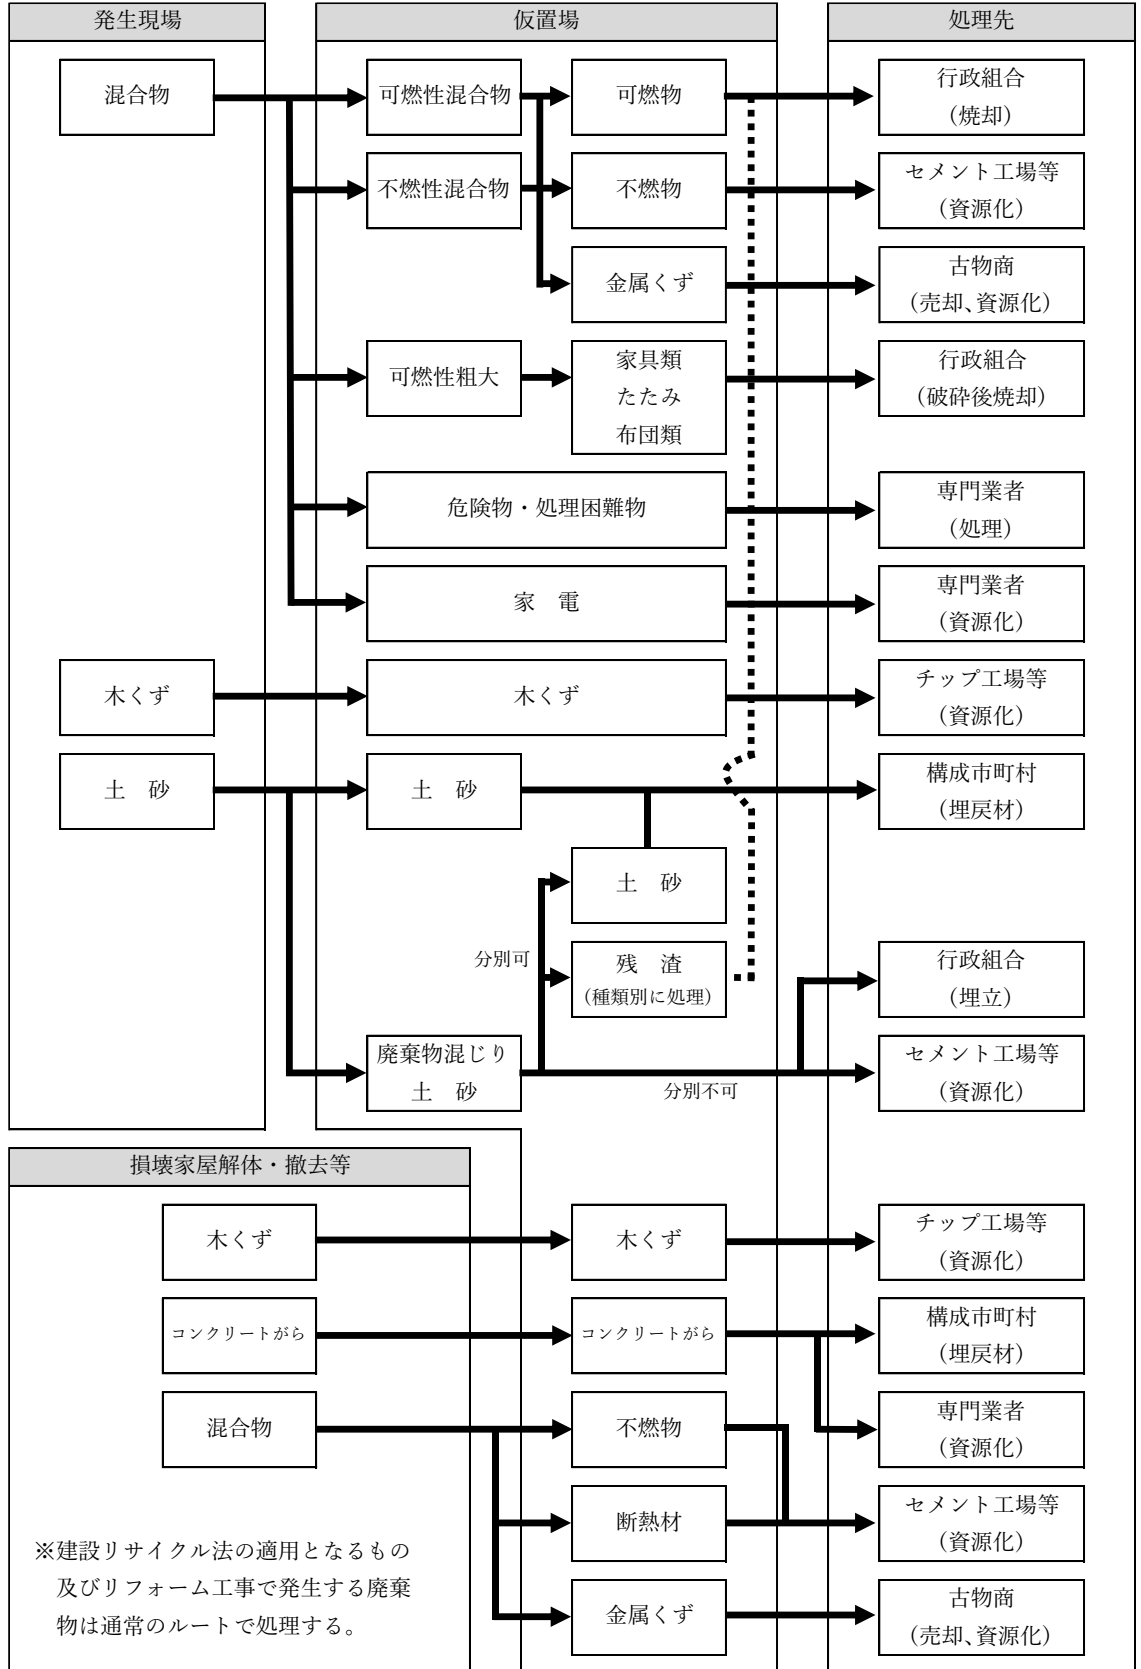 発生現場
仮置場
処理先
混合物
可燃性混合物
可燃物
行政組合
（焼却）
不燃性混合物
不燃物
セメント工場等
（資源化）
金属くず
古物商
（売却、資源化）
可燃性粗大
家具類
たたみ
布団類
行政組合
（破砕後焼却）
危険物・処理困難物
専門業者
（処理）
家　電
専門業者
（資源化）
木くず
木くず
チップ工場等
（資源化）
土　砂
土　砂
構成市町村
（埋戻材）
土　砂
分別可
残　渣
（種類別に処理）
行政組合
（埋立）
廃棄物混じり
土　砂
分別不可
セメント工場等
（資源化）
損壊家屋解体・撤去等
木くず
木くず
チップ工場等
（資源化）
コンクリートがら
コンクリートがら
構成市町村
（埋戻材）
専門業者
（資源化）
混合物
不燃物
断熱材
セメント工場等
（資源化）
金属くず
古物商
（売却、資源化）
※建設リサイクル法の適用となるもの
及びリフォーム工事で発生する廃棄
物は通常のルートで処理する。